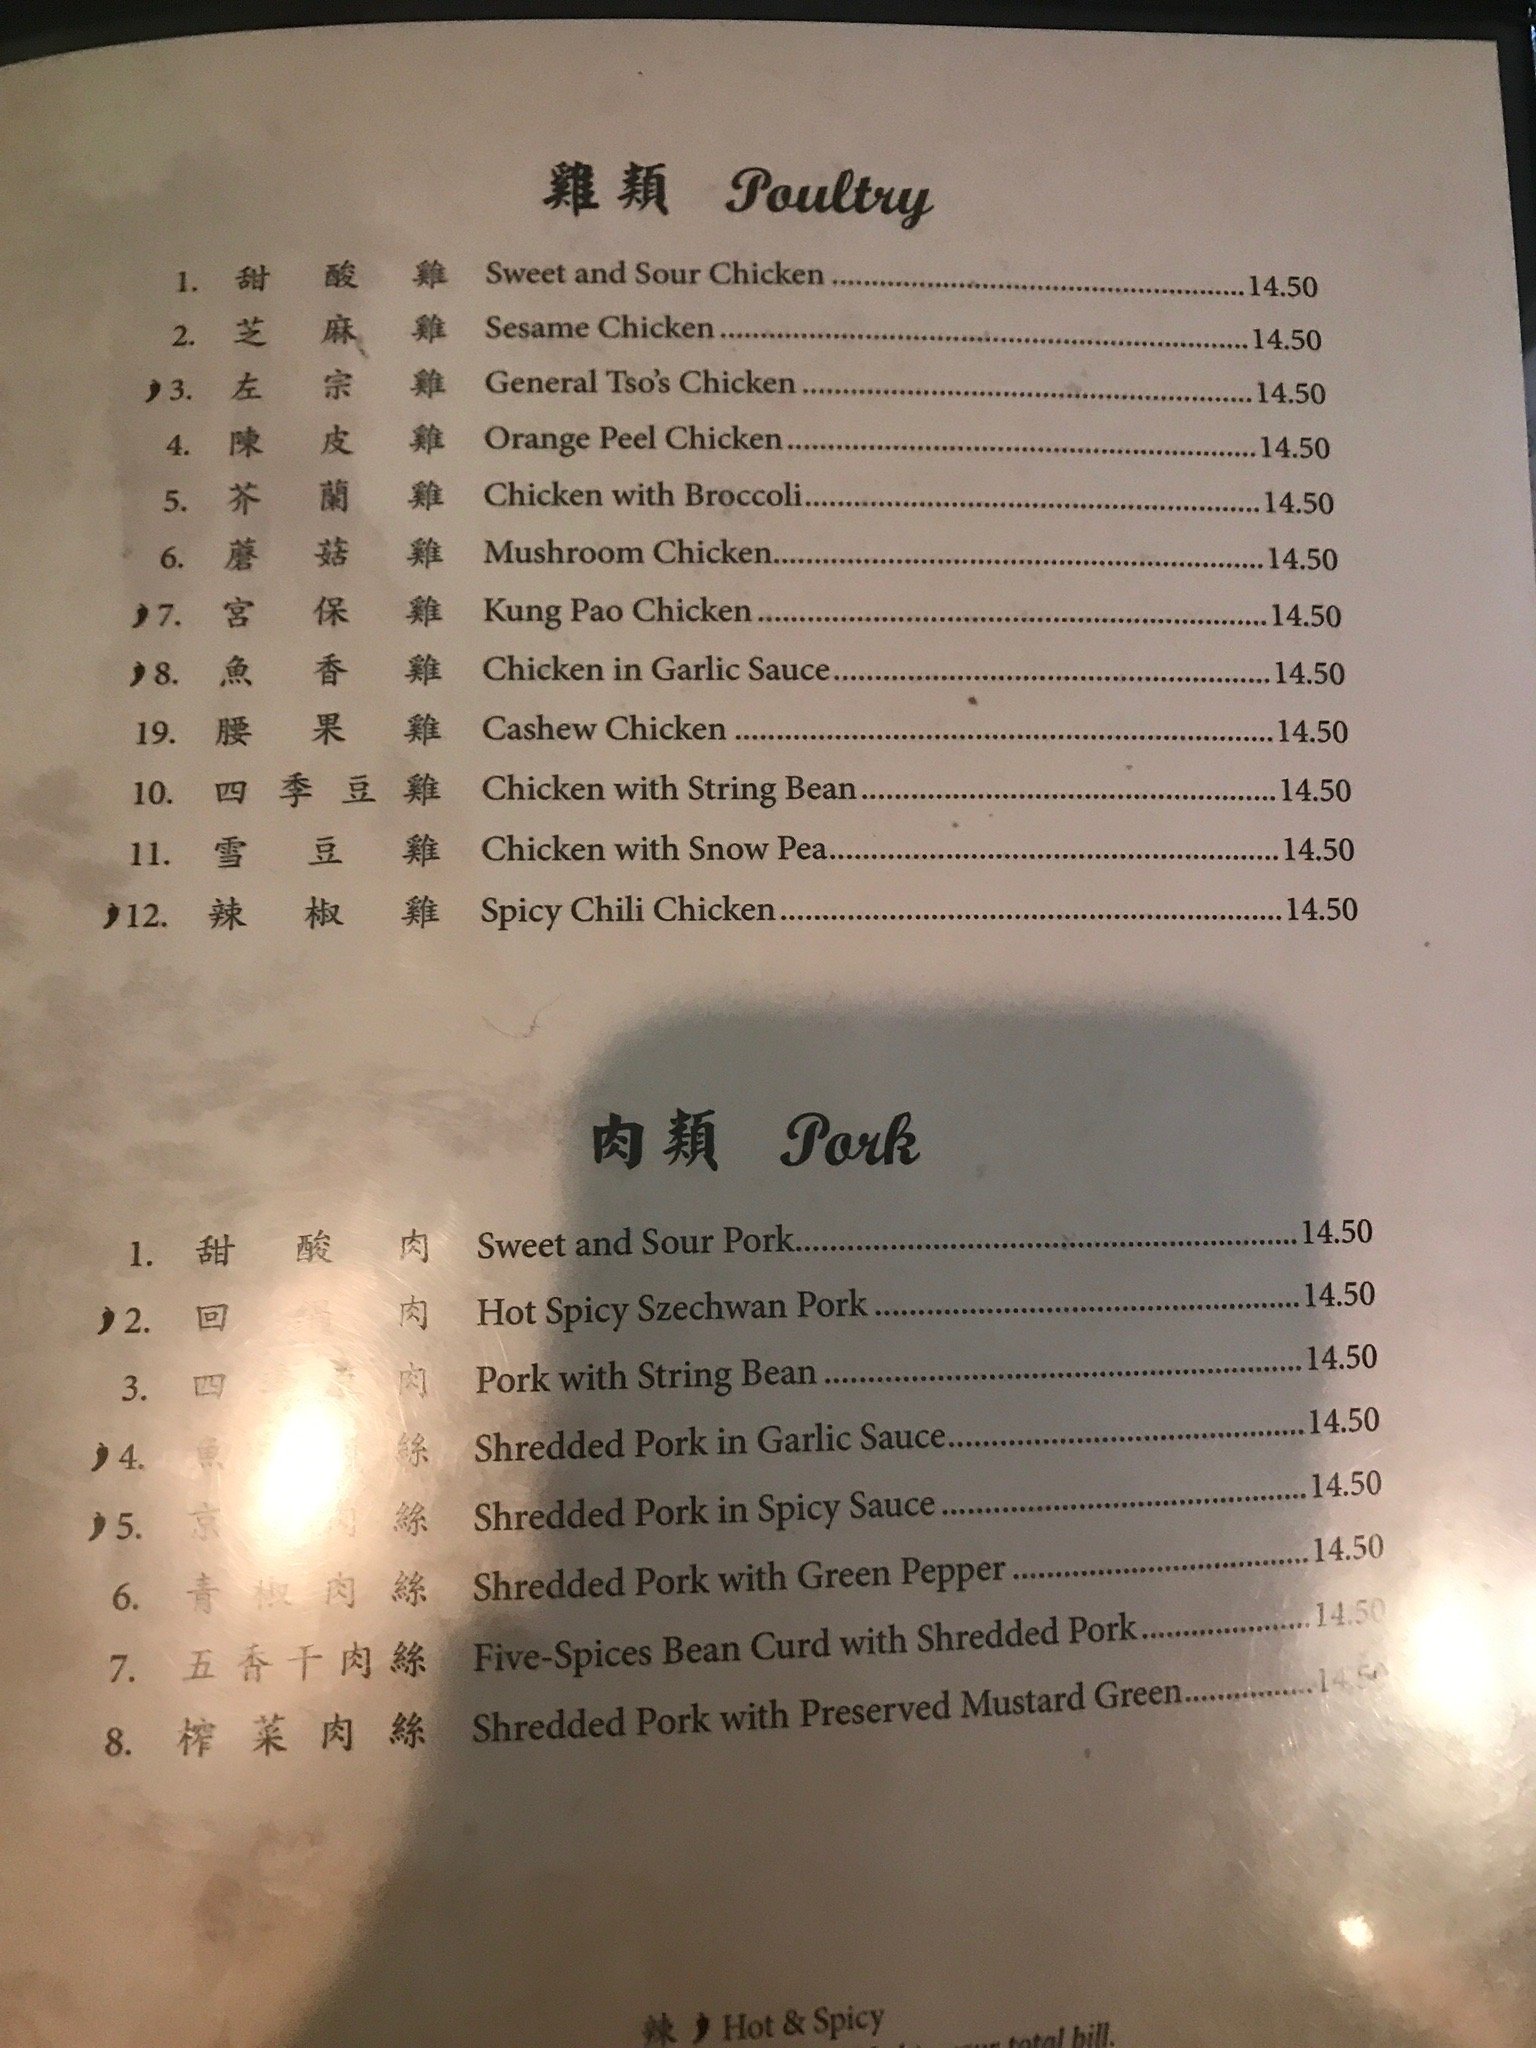 雞類 Poultry
1. 甜酸雞 Sweet and Sour Chicken 14.50
2. 芝麻雞 Sesame Chicken 14.50
3. 左宗雞 General Tso's Chicken 14.50
4. 陳皮雞 Orange Peel Chicken 14.50
5. 芥蘭雞 Chicken with Broccoli 14.50
6. 蘑菇雞 Mushroom Chicken 14.50
7. 宮保雞 Kung Pao Chicken 14.50
8. 魚香雞 Chicken in Garlic Sauce 14.50
19. 腰果雞 Cashew Chicken 14.50
10. 四季豆雞 Chicken with String Bean 14.50
11. 雪豆雞 Chicken with Snow Pea 14.50
12. 辣椒雞 Spicy Chili Chicken 14.50
肉類 Pork
1. 甜酸肉 Sweet and Sour Pork 14.50
2. 回 肉 Hot Spicy Szechwan Pork 14.50
3. 四 肉 Pork with String Bean 14.50
4. 魚 絲 Shredded Pork in Garlic Sauce 14.50
5. 京 肉絲 Shredded Pork in Spicy Sauce 14.50
6. 青椒肉絲 Shredded Pork with Green Pepper 14.50
7. 五香干肉絲 Five-Spices Bean Curd with Shredded Pork 14.50
8. 榨菜肉絲 Shredded Pork with Preserved Mustard Green 14.50
辣 Hot & Spicy
total bill.